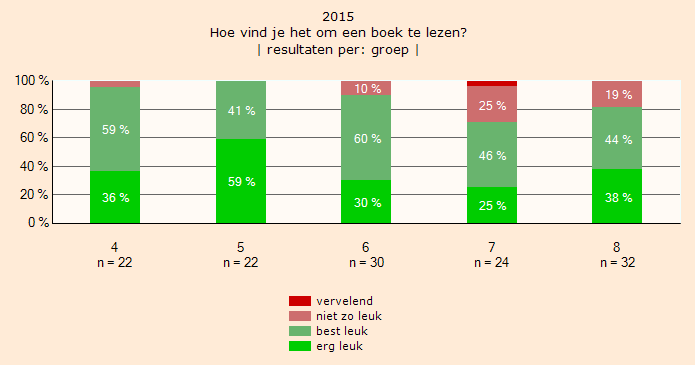 2015
Hoe vind je het om een boek te lezen?
| resultaten per: groep |
100 %
80 %
60 %
40 %
20 %
0 %
59 %
36 %
41 %
59 %
10 %
60 %
30 %
25 %
46 %
25 %
19 %
44 %
38 %
4
n = 22
5
n = 22
6
n = 30
7
n = 24
8
n = 32
vervelend
niet zo leuk
best leuk
erg leuk